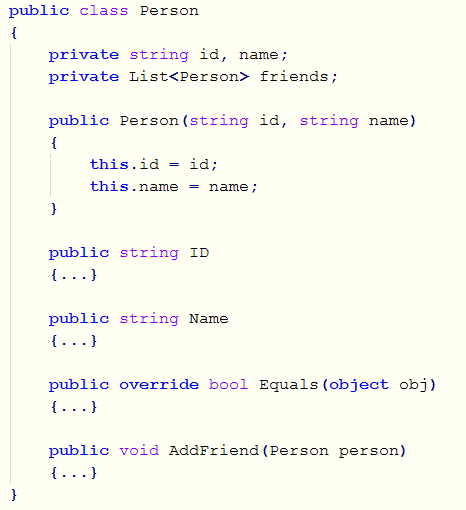 public class Person
{
private string id, name;
private List<Person> friends;
public Person(string id, string name)
{
this.id = id;
this.name = name;
}
public string ID
{...}
public string Name
{...}
public override bool Equals(object obj)
{...}
public void AddFriend(Person person)
{...}
}